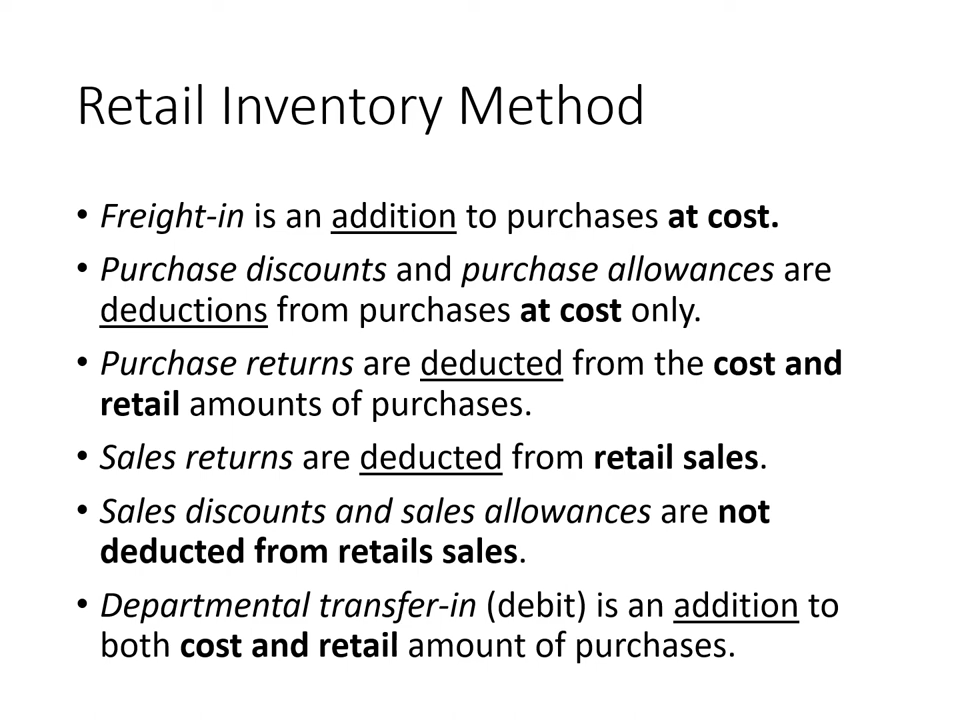 Retail Inventory Method
• Freight-in is an addition to purchases at cost.
• Purchase discounts and purchase allowances are
deductions from purchases at cost only.
• Purchase returns are deducted from the cost and
retail amounts of purchases.
• Sales returns are deducted from retail sales.
• Sales discounts and sales allowances are not
deducted from retails sales.
• Departmental transfer-in (debit) is an addition to
both cost and retail amount of purchases.